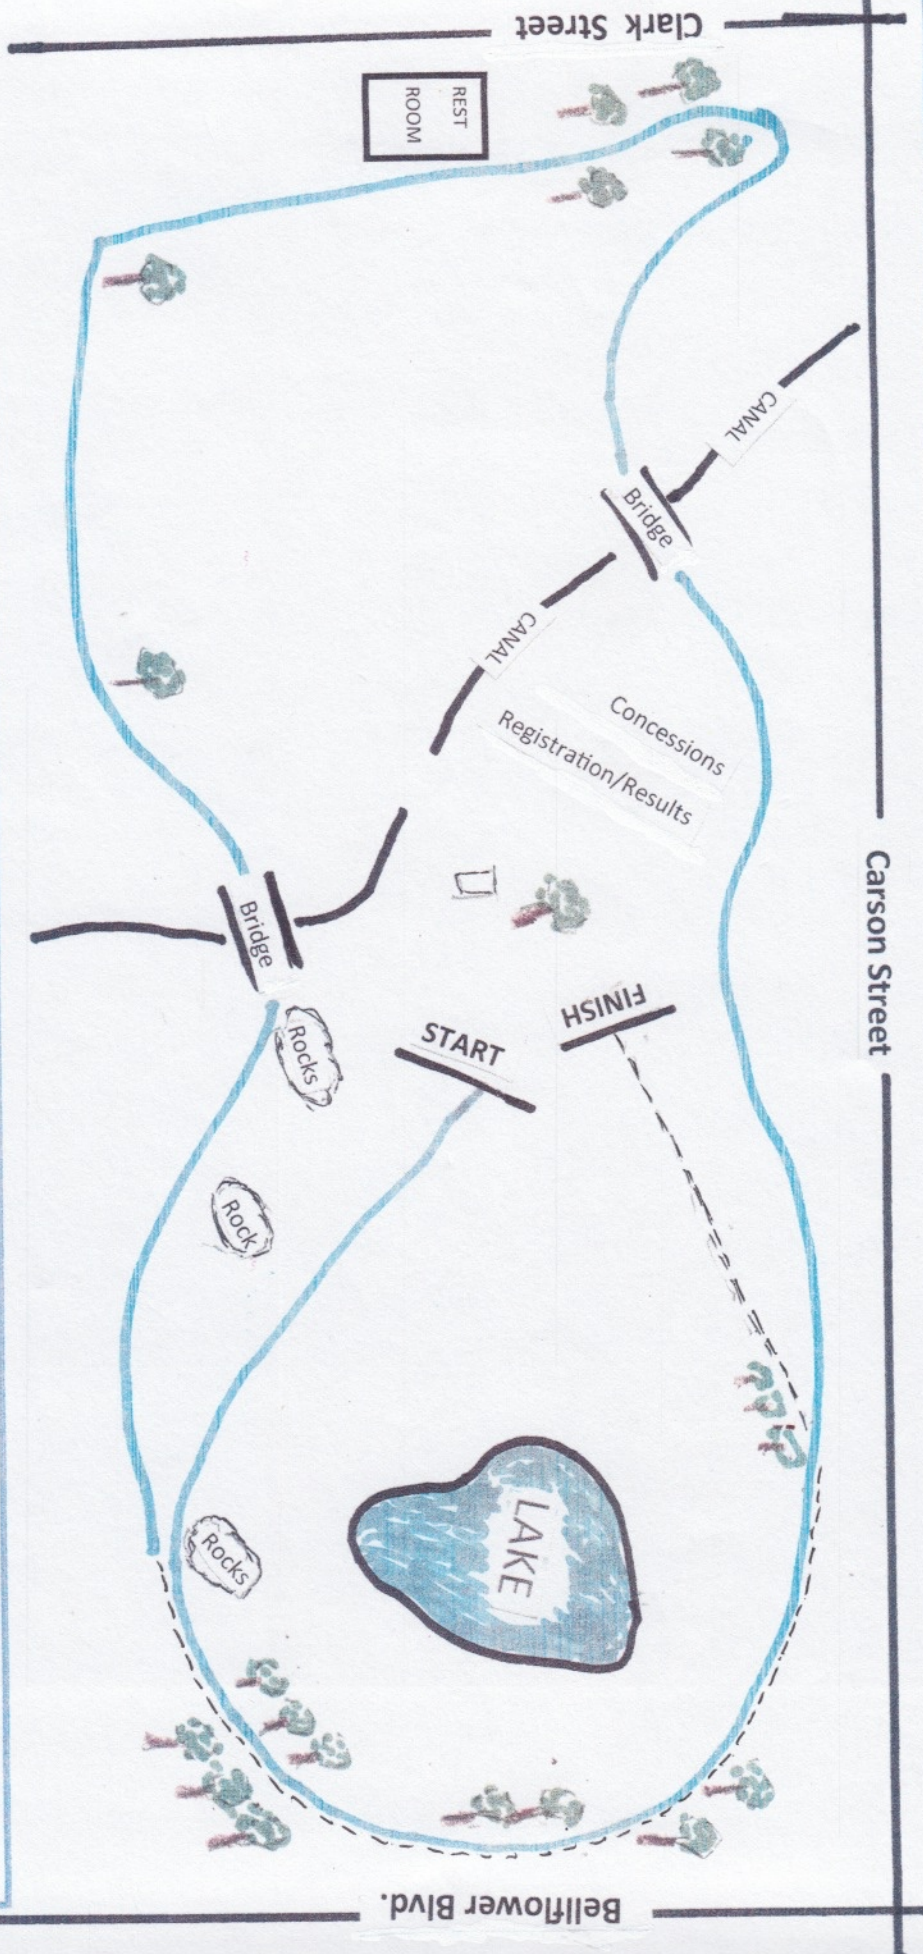 Clark Street
REST
ROOM
CANAL
Bridge
CANAL
Concessions
Registration/Results
Carson Street
Bridge
FINISH
START
Rocks
Rock
LAKE
Rocks
Bellflower Blvd.